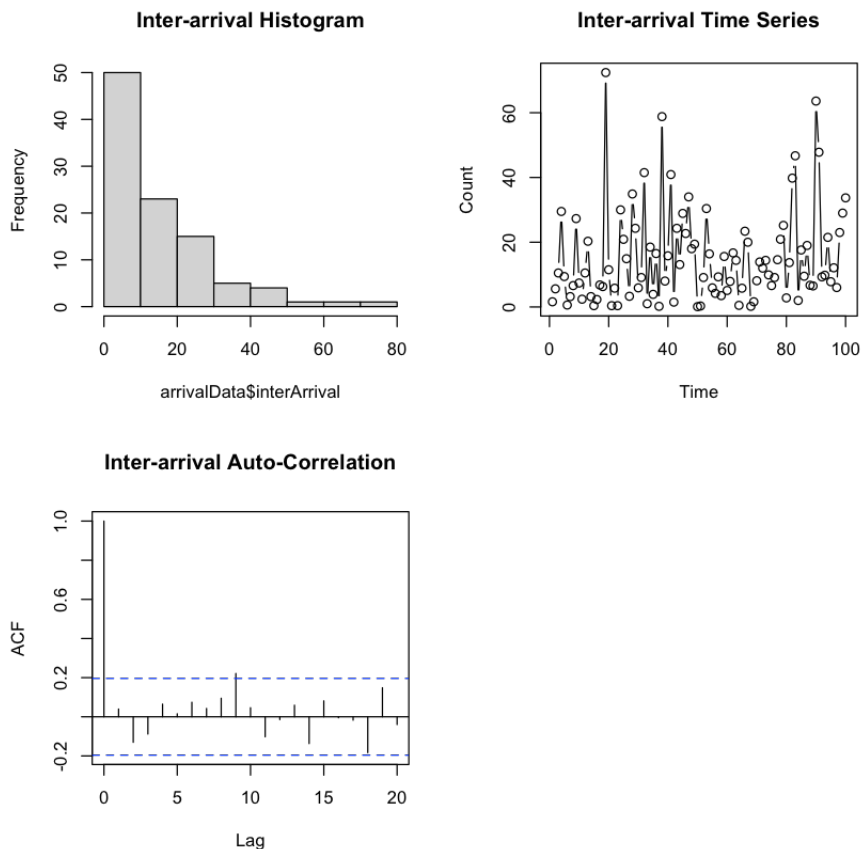 Inter-arrival Histogram
Frequency
50
40
30
20
10
0
0 20 40 60 80
arrivalData$interArrival
Inter-arrival Time Series
Count
60
40
20
0
0 20 40 60 80 100
Time
Inter-arrival Auto-Correlation
ACF
1.0
0.6
0.2
-0.2
0 5 10 15 20
Lag